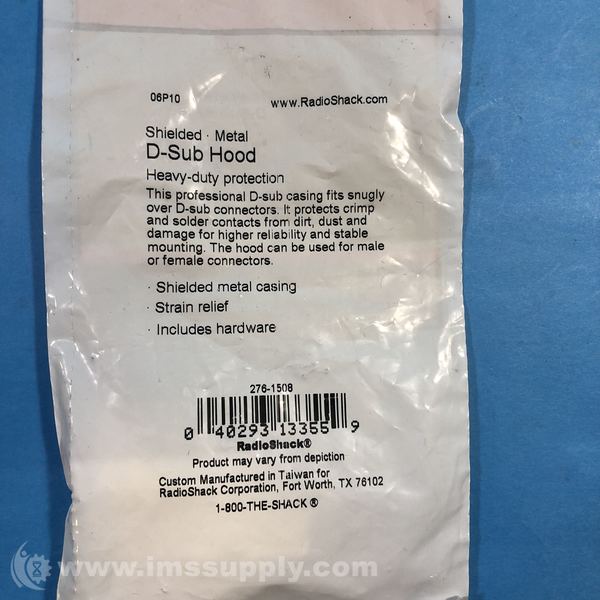 06P10 www.RadioShack.com
Shielded · Metal
D-Sub Hood
Heavy-duty protection
This professional D-sub casing fits snugly
over D-sub connectors. It protects crimp
and solder contacts from dirt, dust and
damage for higher reliability and stable
mounting. The hood can be used for male
or female connectors.
· Shielded metal casing
· Strain relief
· Includes hardware
276-1508
0 40293 13355 9
RadioShack®
Product may vary from depiction
Custom Manufactured in Taiwan for
RadioShack Corporation, Fort Worth, TX 76102
1-800-THE-SHACK®
www.imssupply.com/